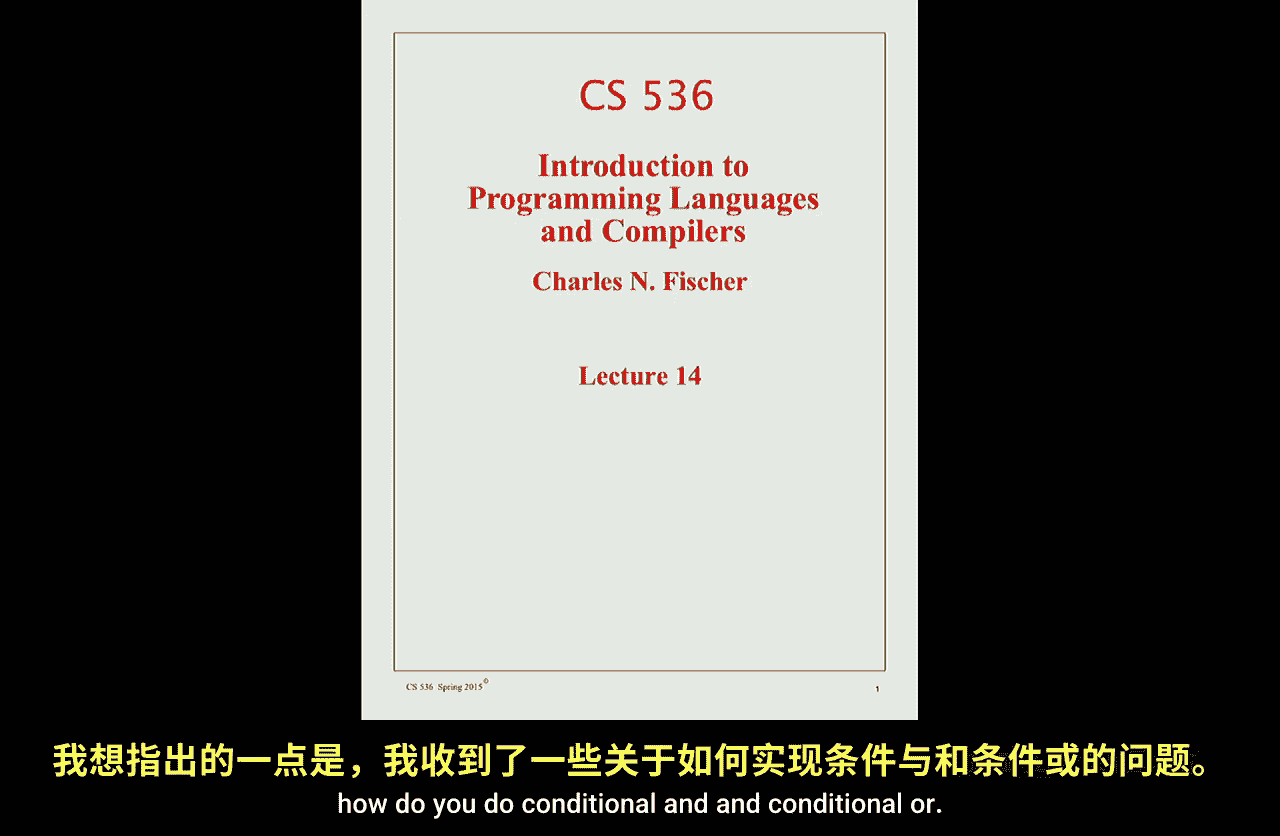 CS 536
Introduction to
Programming Languages
and Compilers
Charles N. Fischer
Lecture 14
CS 536 Spring 2015©
1
我想指出的一点是，我收到了一些关于如何实现条件与和条件或的问题。
how do you do conditional and and conditional or.